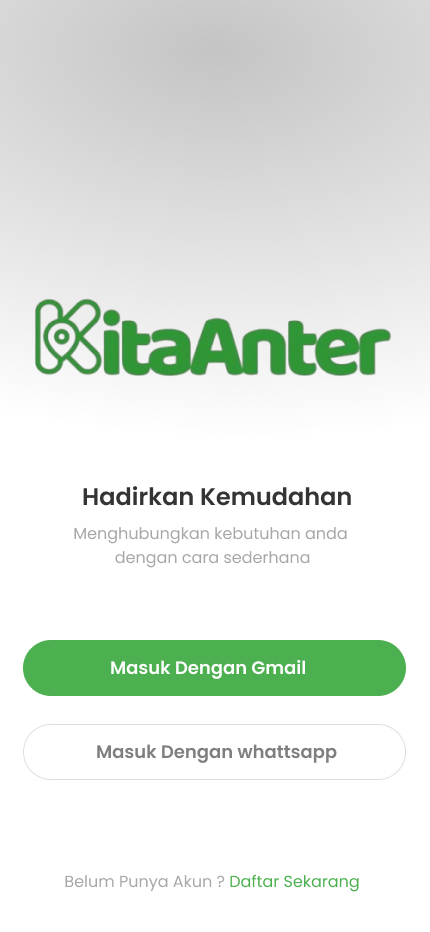 KitaAnter
Hadirkan Kemudahan
Menghubungkan kebutuhan anda
dengan cara sederhana
Masuk Dengan Gmail
Masuk Dengan whattsapp
Belum Punya Akun ? Daftar Sekarang